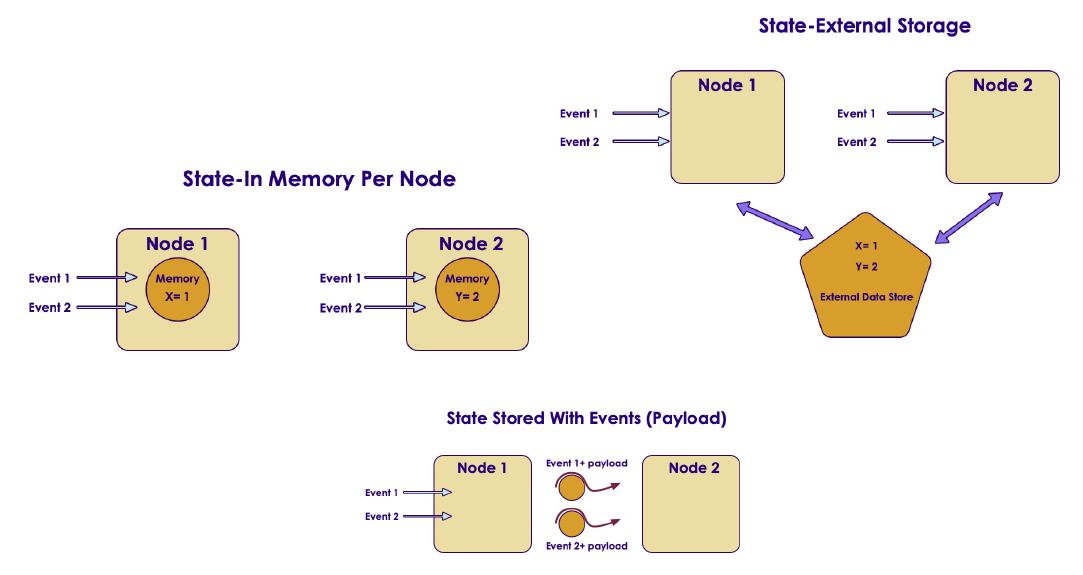 State-External Storage
Node 1
Event 1
Event 2
Node 2
Event 1
Event 2
X= 1
Y= 2
External Data Store
State-In Memory Per Node
Node 1
Event 1
Event 2
Memory
X= 1
Node 2
Event 1
Event 2
Memory
Y= 2
State Stored With Events (Payload)
Node 1
Event 1
Event 2
Event 1+ payload
Event 2+ payload
Node 2